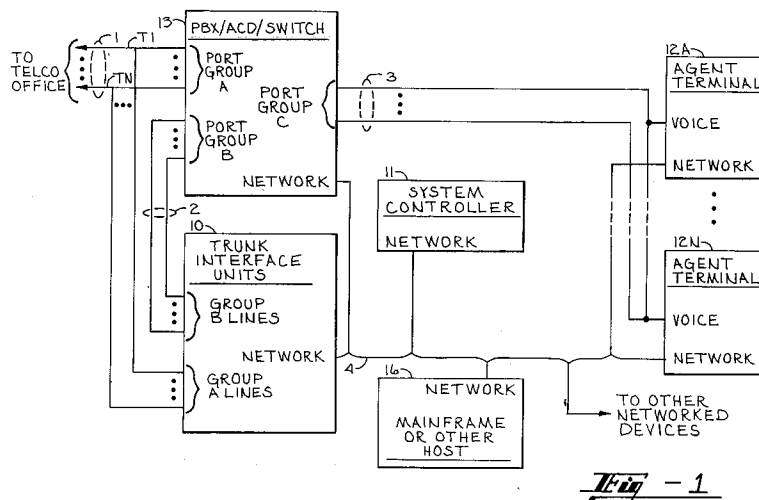 13
PBX/ACD/SWITCH
TO
TELCO
OFFICE
1
T1
TN
PORT
GROUP
A
PORT
GROUP
B
PORT
GROUP
C
NETWORK
3
12A
AGENT
TERMINAL
VOICE
NETWORK
2
10
TRUNK
INTERFACE
UNITS
GROUP
B LINES
NETWORK
GROUP
A LINES
11
SYSTEM
CONTROLLER
NETWORK
4
16
NETWORK
MAINFRAME
OR OTHER
HOST
12N
AGENT
TERMINAL
VOICE
NETWORK
TO OTHER
NETWORKED
DEVICES
Fig - 1